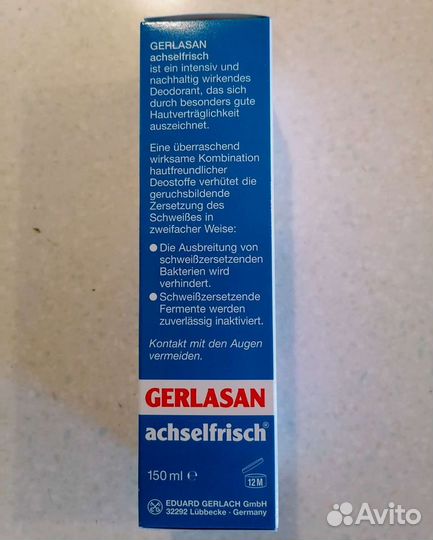 GERLASAN
achselfrisch
ist ein intensiv und
nachhaltig wirkendes
Deodorant, das sich
durch besonders gute
Hautverträglichkeit
auszeichnet.
Eine überraschend
wirksame Kombination
hautfreundlicher
Deostoffe verhütet die
geruchsbildende
Zersetzung des
Schweißes in
zweifacher Weise:
● Die Ausbreitung von
schweißzersetzenden
Bakterien wird
verhindert.
● Schweißzersetzende
Fermente werden
zuverlässig inaktiviert.
Kontakt mit den Augen
vermeiden.
GERLASAN
achselfrisch®
150 ml ℮
12 M
EDUARD GERLACH GmbH
32292 Lübbecke · Germany
Avito